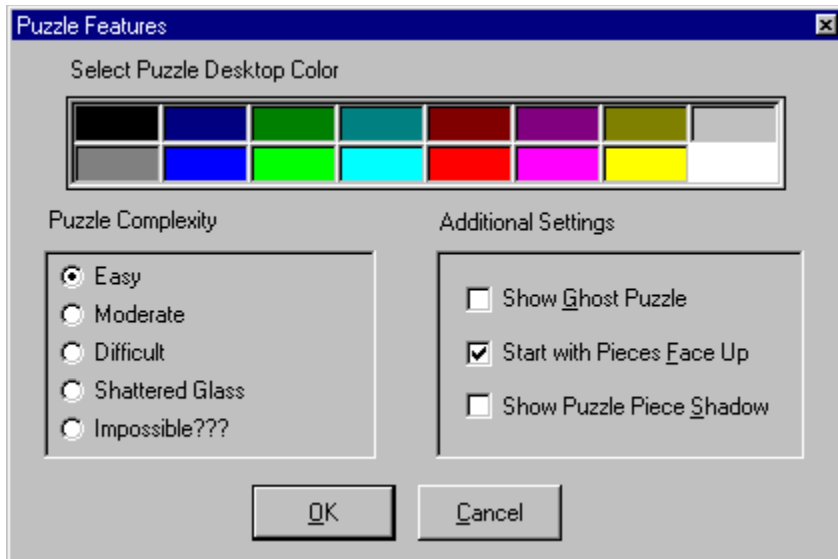 Puzzle Features
Select Puzzle Desktop Color
Puzzle Complexity
Easy
Moderate
Difficult
Shattered Glass
Impossible???
Additional Settings
Show Ghost Puzzle
Start with Pieces Face Up
Show Puzzle Piece Shadow
OK
Cancel